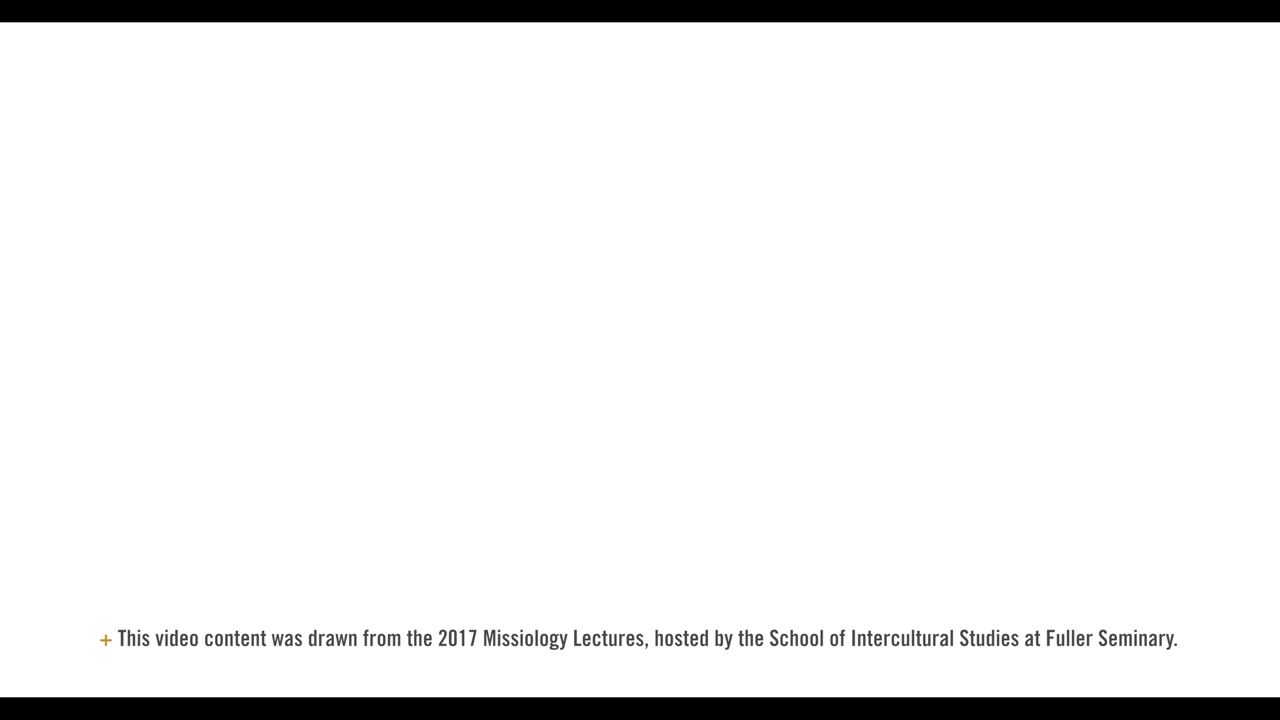 + This video content was drawn from the 2017 Missiology Lectures, hosted by the School of Intercultural Studies at Fuller Seminary.